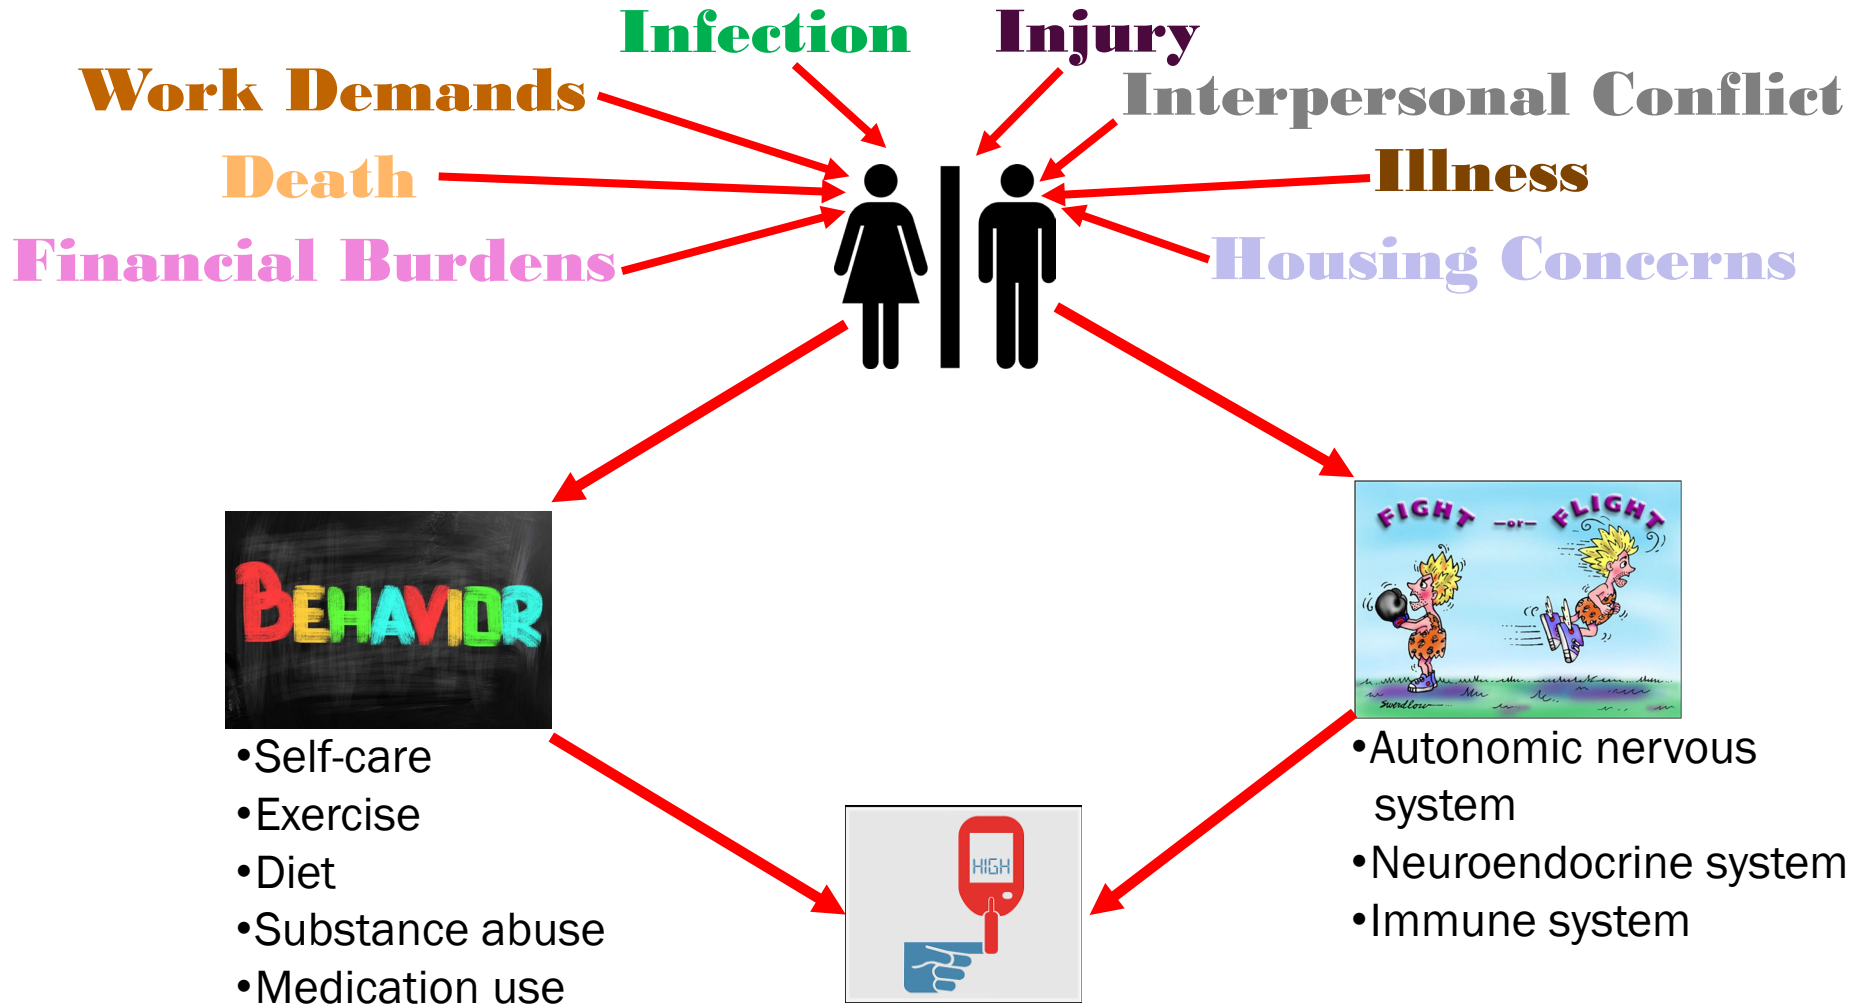 Infection
Injury
Work Demands
Interpersonal Conflict
Death
Illness
Financial Burdens
Housing Concerns
BEHAVIOR
FIGHT —or— FLIGHT
Swerdlow
•Self-care
•Exercise
•Diet
•Substance abuse
•Medication use
HIGH
•Autonomic nervous
system
•Neuroendocrine system
•Immune system